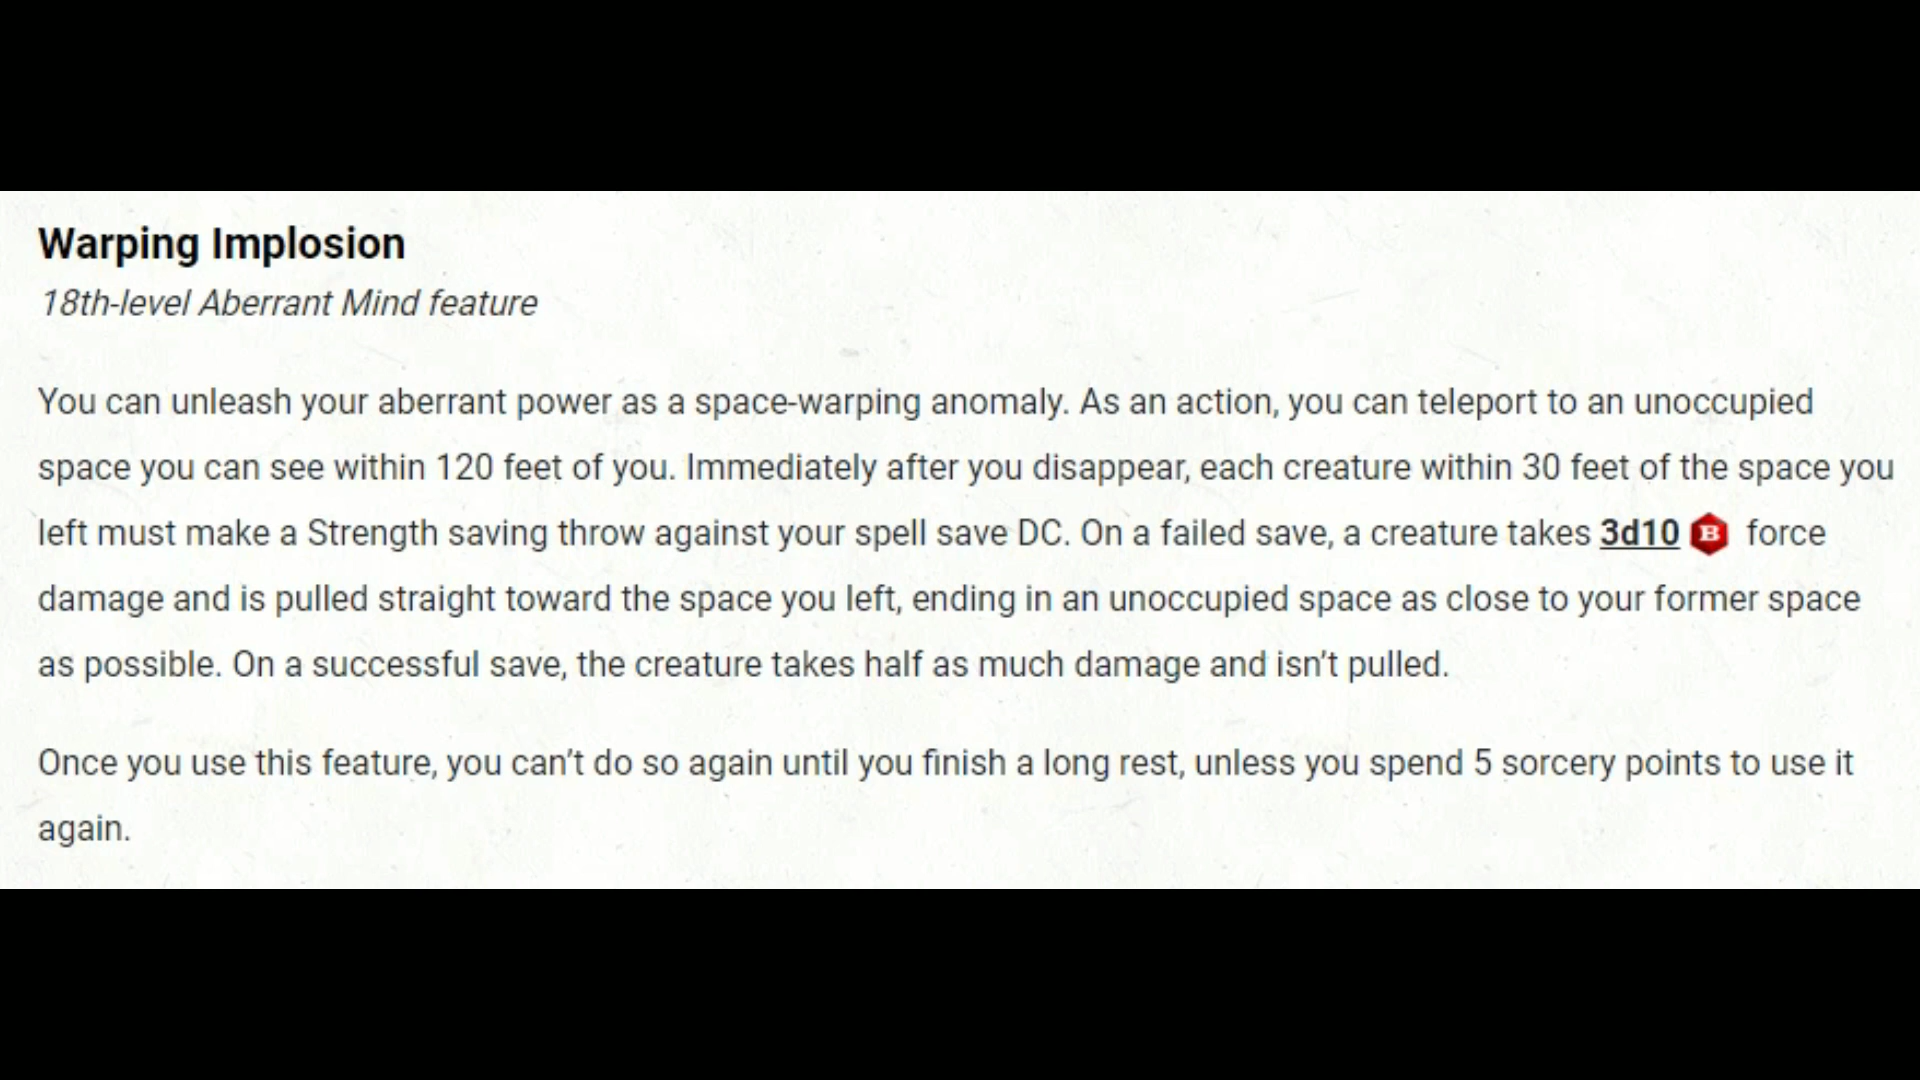 Warping Implosion
18th-level Aberrant Mind feature
You can unleash your aberrant power as a space-warping anomaly. As an action, you can teleport to an unoccupied
space you can see within 120 feet of you. Immediately after you disappear, each creature within 30 feet of the space you
left must make a Strength saving throw against your spell save DC. On a failed save, a creature takes 3d10 B force
damage and is pulled straight toward the space you left, ending in an unoccupied space as close to your former space
as possible. On a successful save, the creature takes half as much damage and isn't pulled.
Once you use this feature, you can't do so again until you finish a long rest, unless you spend 5 sorcery points to use it
again.